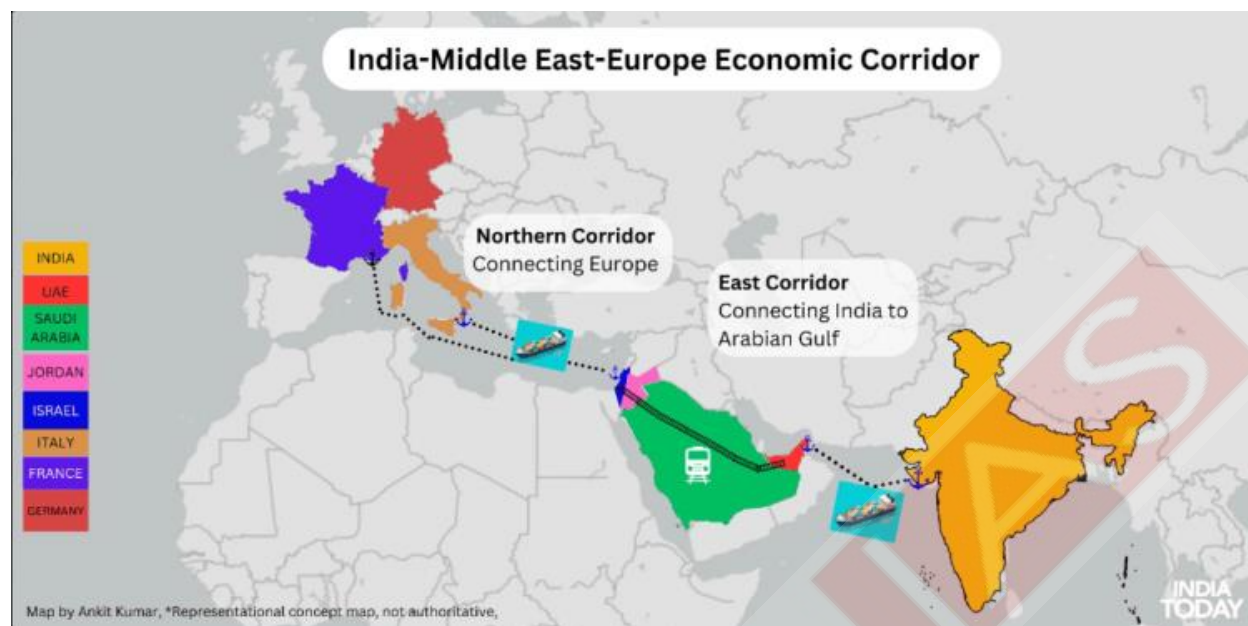 India-Middle East-Europe Economic Corridor
Northern Corridor
Connecting Europe
East Corridor
Connecting India to
Arabian Gulf
INDIA
UAE
SAUDI
ARABIA
JORDAN
ISRAEL
ITALY
FRANCE
GERMANY
IAS
Map by Ankit Kumar, *Representational concept map, not authoritative,
INDIA
TODAY